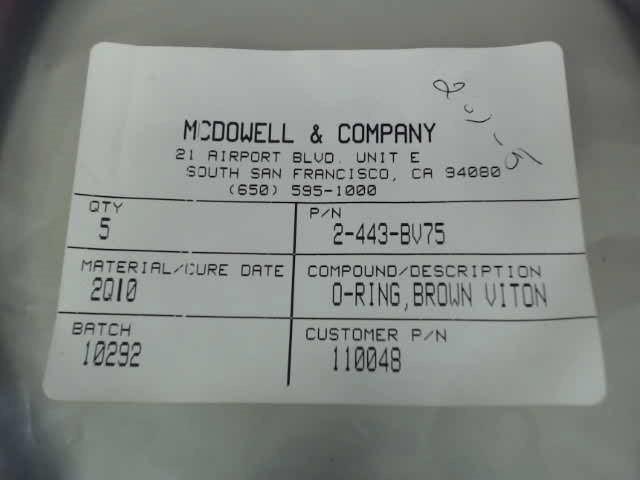 MCDOWELL & COMPANY
21 AIRPORT BLVD. UNIT E
SOUTH SAN FRANCISCO, CA 94080
(650) 595-1000
QTY
5
P/N
2-443-BV75
MATERIAL/CURE DATE
2Q10
COMPOUND/DESCRIPTION
O-RING,BROWN VITON
BATCH
10292
CUSTOMER P/N
110048